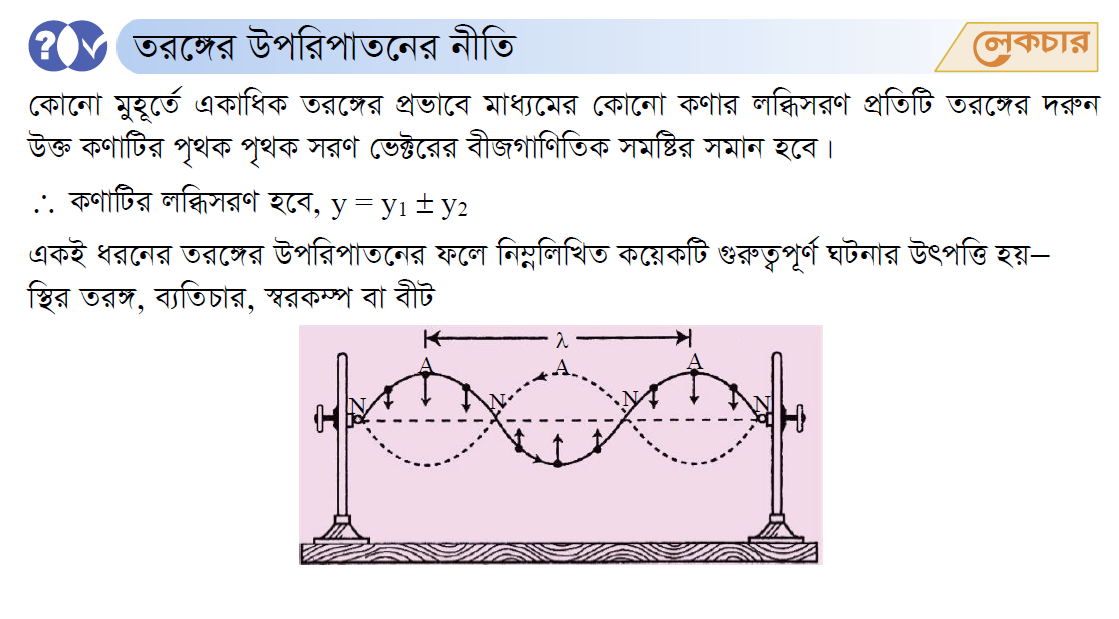 তরঙ্গের উপরিপাতনের নীতি
লেকচার
কোনো মুহূর্তে একাধিক তরঙ্গের প্রভাবে মাধ্যমের কোনো কণার লব্ধিসরণ প্রতিটি তরঙ্গের দরুন
উক্ত কণাটির পৃথক পৃথক সরণ ভেক্টরের বীজগাণিতিক সমষ্টির সমান হবে।
∴ কণাটির লব্ধিসরণ হবে, y = y₁ ± y₂
একই ধরনের তরঙ্গের উপরিপাতনের ফলে নিম্নলিখিত কয়েকটি গুরুত্বপূর্ণ ঘটনার উৎপত্তি হয়–
স্থির তরঙ্গ, ব্যতিচার, স্বরকম্প বা বীট
λ
A A A
N N N N